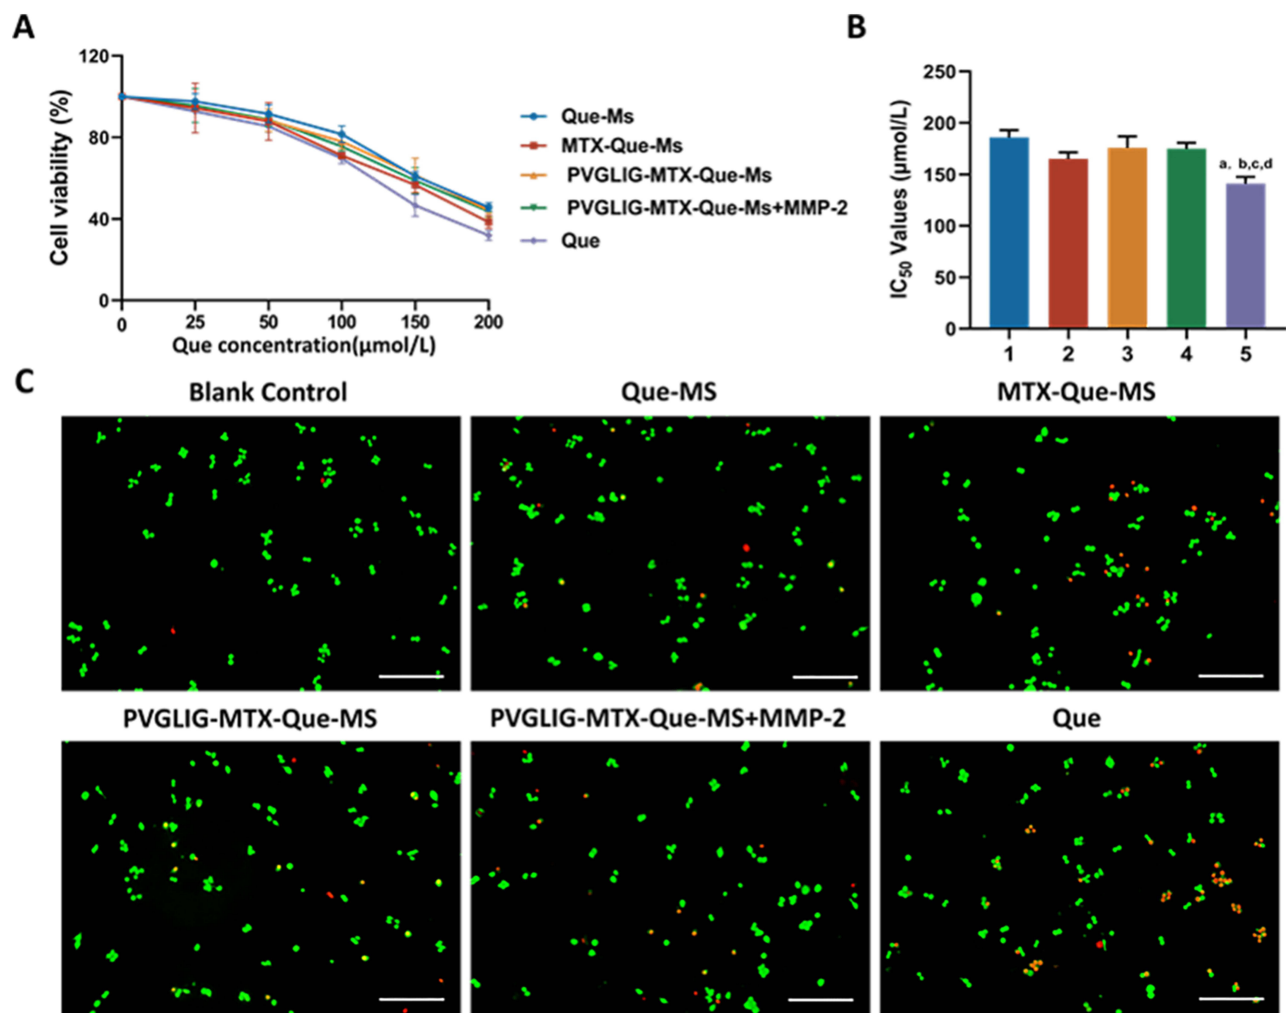 A
120
80
40
0
Cell viability (%)
0 25 50 100 150 200
Que concentration(μmol/L)
Que-Ms
MTX-Que-Ms
PVGLIG-MTX-Que-Ms
PVGLIG-MTX-Que-Ms+MMP-2
Que
B
250
200
150
100
50
0
IC50 Values (μmol/L)
a, b,c,d
1 2 3 4 5
C
Blank Control
Que-MS
MTX-Que-MS
PVGLIG-MTX-Que-MS
PVGLIG-MTX-Que-MS+MMP-2
Que